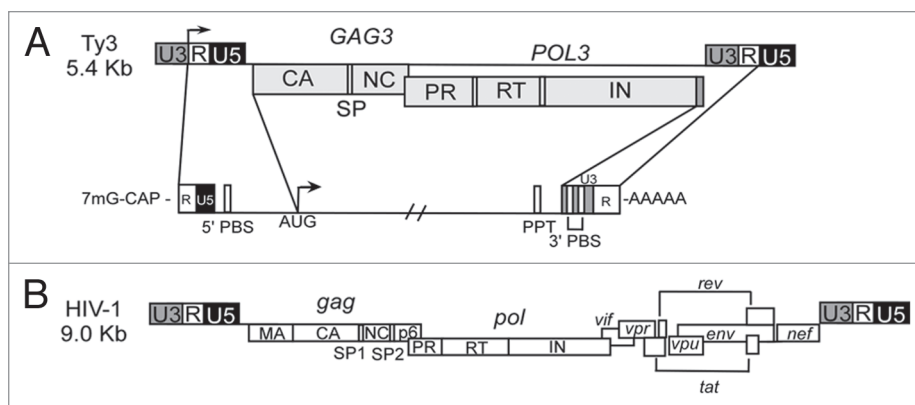 A
Ty3
5.4 Kb
GAG3
POL3
U3 R U5
U3 R U5
CA
NC
SP
PR
RT
IN
7mG-CAP -
R
U5
5' PBS
AUG
PPT
U3
R
-AAAAA
3' PBS
B
HIV-1
9.0 Kb
U3 R U5
gag
pol
MA
CA
NC
p6
SP1
SP2
PR
RT
IN
vif
vpr
rev
vpu
env
nef
tat
U3 R U5